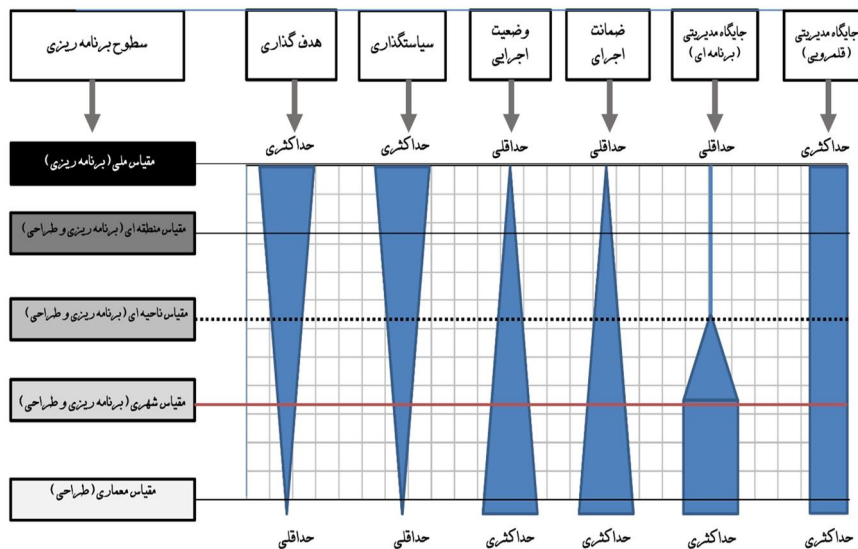 سطوح برنامه ریزی
هدف گذاری
سیاستگذاری
وضعیت
اجرایی
ضمانت
اجرای
جایگاه مدیریتی
(برنامه ای)
جایگاه مدیریتی
(قلمرویی)
حداکثری
حداکثری
حداقلی
حداقلی
حداقلی
حداکثری
مقیاس ملی (برنامه ریزی)
مقیاس منطقه ای (برنامه ریزی و طراحی)
مقیاس ناحیه ای (برنامه ریزی و طراحی)
مقیاس شهری (برنامه ریزی و طراحی)
مقیاس معماری (طراحی)
حداقلی
حداقلی
حداکثری
حداکثری
حداکثری
حداکثری